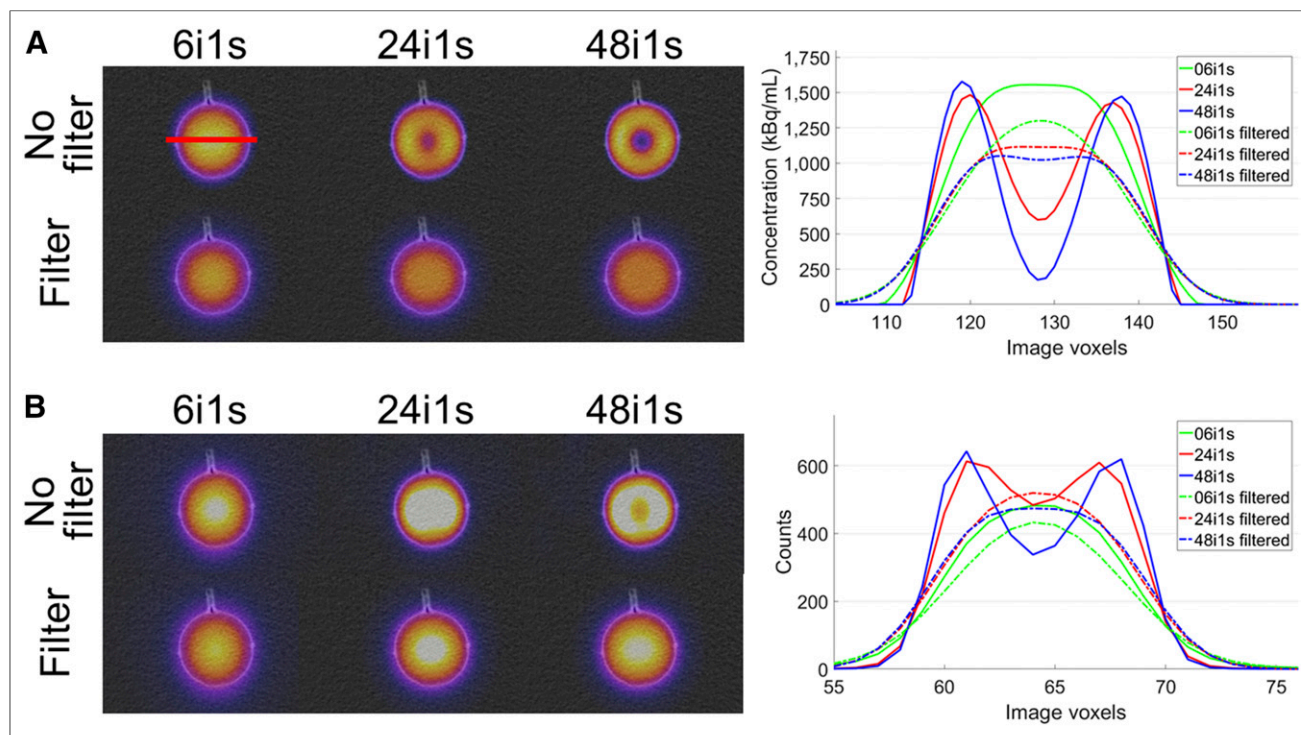 A
6i1s 24i1s 48i1s
No
filter
Filter
Concentration (kBq/mL)
1,750
1,500
1,250
1,000
750
500
250
0
110 120 130 140 150
Image voxels
06i1s
24i1s
48i1s
06i1s filtered
24i1s filtered
48i1s filtered
B
6i1s 24i1s 48i1s
No
filter
Filter
Counts
600
400
200
0
55 60 65 70 75
Image voxels
06i1s
24i1s
48i1s
06i1s filtered
24i1s filtered
48i1s filtered